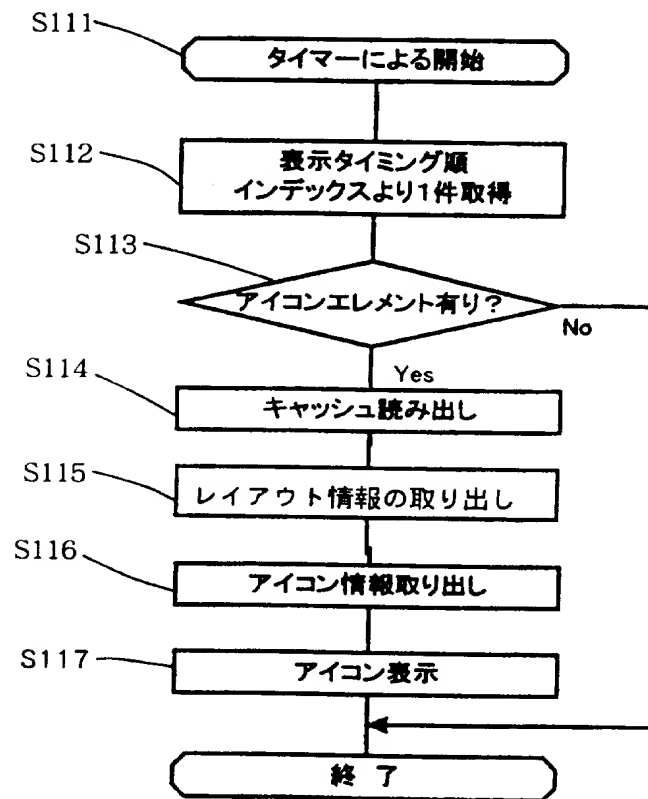 S111
タイマーによる開始
S112
表示タイミング順
インデックスより1件取得
S113
アイコンエレメント有り?
No
Yes
S114
キャッシュ読み出し
S115
レイアウト情報の取り出し
S116
アイコン情報取り出し
S117
アイコン表示
終了